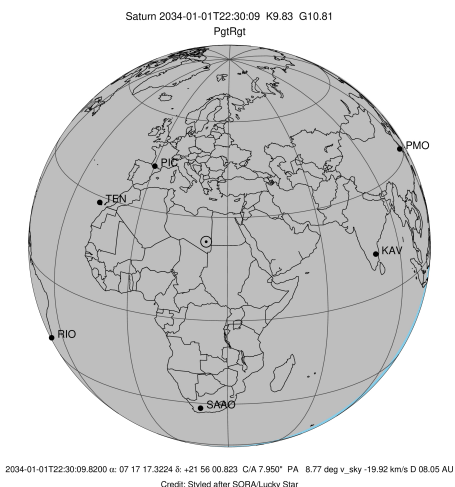 Saturn 2034-01-01T22:30:09 K9.83 G10.81
PgtRgt
PMO
PIC
TEN
KAV
RIO
SAAO
2034-01-01T22:30:09.8200 α: 07 17 17.3224 δ: +21 56 00.823 C/A 7.950" PA 8.77 deg v_sky -19.92 km/s D 08.05 AU
Credit: Styled after SORA/Lucky Star